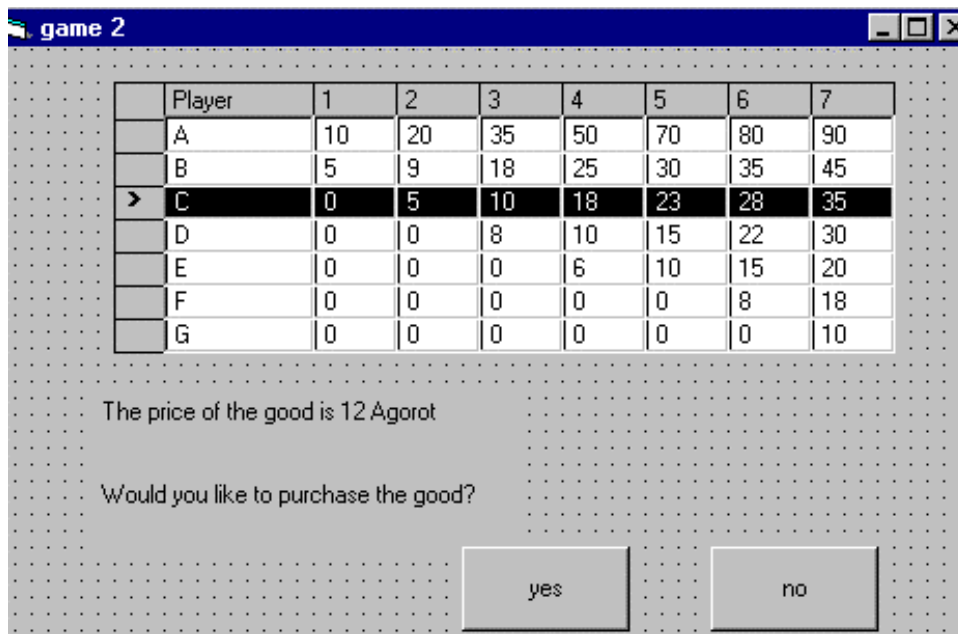 game 2
Player 1 2 3 4 5 6 7
A 10 20 35 50 70 80 90
B 5 9 18 25 30 35 45
> C 0 5 10 18 23 28 35
D 0 0 8 10 15 22 30
E 0 0 0 6 10 15 20
F 0 0 0 0 0 8 18
G 0 0 0 0 0 0 10
The price of the good is 12 Agorot
Would you like to purchase the good?
yes no